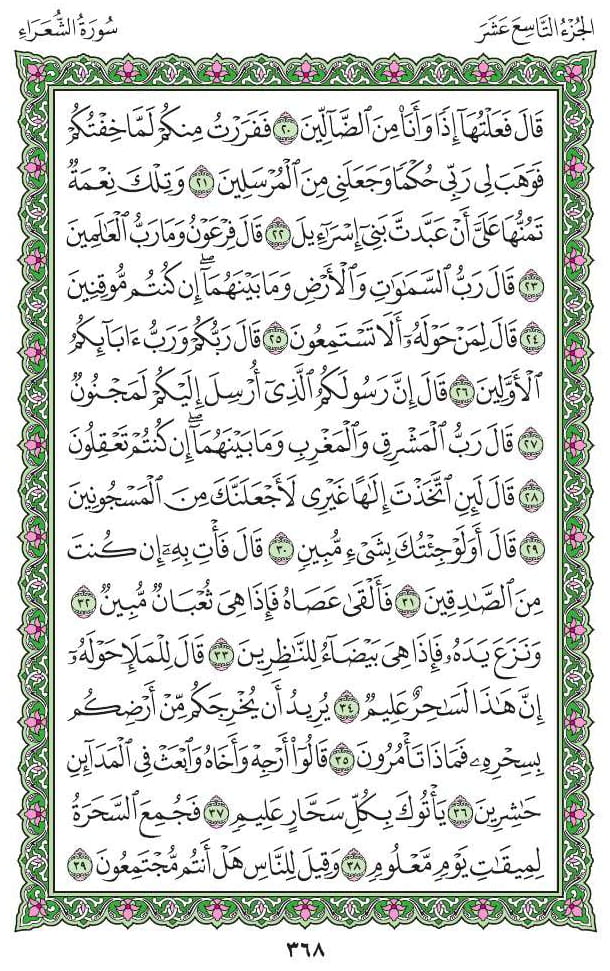 الجُزْءُ التَّاسِعَ عَشَرَ
سُورَةُ الشُّعَرَاءِ
قَالَ فَعَلْتُهَآ إِذٗا وَأَنَا۠ مِنَ ٱلضَّآلِّينَ ٢٠ فَفَرَرۡتُ مِنكُمۡ لَمَّا خِفۡتُكُمۡ
فَوَهَبَ لِي رَبِّي حُكۡمٗا وَجَعَلَنِي مِنَ ٱلۡمُرۡسَلِينَ ٢١ وَتِلۡكَ نِعۡمَةٞ
تَمُنُّهَا عَلَيَّ أَنۡ عَبَّدتَّ بَنِيٓ إِسۡرَٰٓءِيلَ ٢٢ قَالَ فِرۡعَوۡنُ وَمَا رَبُّ ٱلۡعَٰلَمِينَ
٢٣ قَالَ رَبُّ ٱلسَّمَٰوَٰتِ وَٱلۡأَرۡضِ وَمَا بَيۡنَهُمَآۖ إِن كُنتُم مُّوقِنِينَ
٢٤ قَالَ لِمَنۡ حَوۡلَهُۥٓ أَلَا تَسۡتَمِعُونَ ٢٥ قَالَ رَبُّكُمۡ وَرَبُّ ءَابَآئِكُمُ
ٱلۡأَوَّلِينَ ٢٦ قَالَ إِنَّ رَسُولَكُمُ ٱلَّذِيٓ أُرۡسِلَ إِلَيۡكُمۡ لَمَجۡنُونٞ
٢٧ قَالَ رَبُّ ٱلۡمَشۡرِقِ وَٱلۡمَغۡرِبِ وَمَا بَيۡنَهُمَآۖ إِن كُنتُمۡ تَعۡقِلُونَ
٢٨ قَالَ لَئِنِ ٱتَّخَذۡتَ إِلَٰهًا غَيۡرِي لَأَجۡعَلَنَّكَ مِنَ ٱلۡمَسۡجُونِينَ
٢٩ قَالَ أَوَلَوۡ جِئۡتُكَ بِشَيۡءٖ مُّبِينٖ ٣٠ قَالَ فَأۡتِ بِهِۦٓ إِن كُنتَ
مِنَ ٱلصَّٰدِقِينَ ٣١ فَأَلۡقَىٰ عَصَاهُ فَإِذَا هِيَ ثُعۡبَانٞ مُّبِينٞ ٣٢
وَنَزَعَ يَدَهُۥ فَإِذَا هِيَ بَيۡضَآءُ لِلنَّٰظِرِينَ ٣٣ قَالَ لِلۡمَلَإِ حَوۡلَهُۥٓ
إِنَّ هَٰذَا لَسَٰحِرٌ عَلِيمٞ ٣٤ يُرِيدُ أَن يُخۡرِجَكُم مِّنۡ أَرۡضِكُم
بِسِحۡرِهِۦ فَمَاذَا تَأۡمُرُونَ ٣٥ قَالُوٓاْ أَرۡجِهۡ وَأَخَاهُ وَٱبۡعَثۡ فِي ٱلۡمَدَآئِنِ
حَٰشِرِينَ ٣٦ يَأۡتُوكَ بِكُلِّ سَحَّارٍ عَلِيمٖ ٣٧ فَجُمِعَ ٱلسَّحَرَةُ
لِمِيقَٰتِ يَوۡمٖ مَّعۡلُومٖ ٣٨ وَقِيلَ لِلنَّاسِ هَلۡ أَنتُم مُّجۡتَمِعُونَ ٣٩
٣٦٨